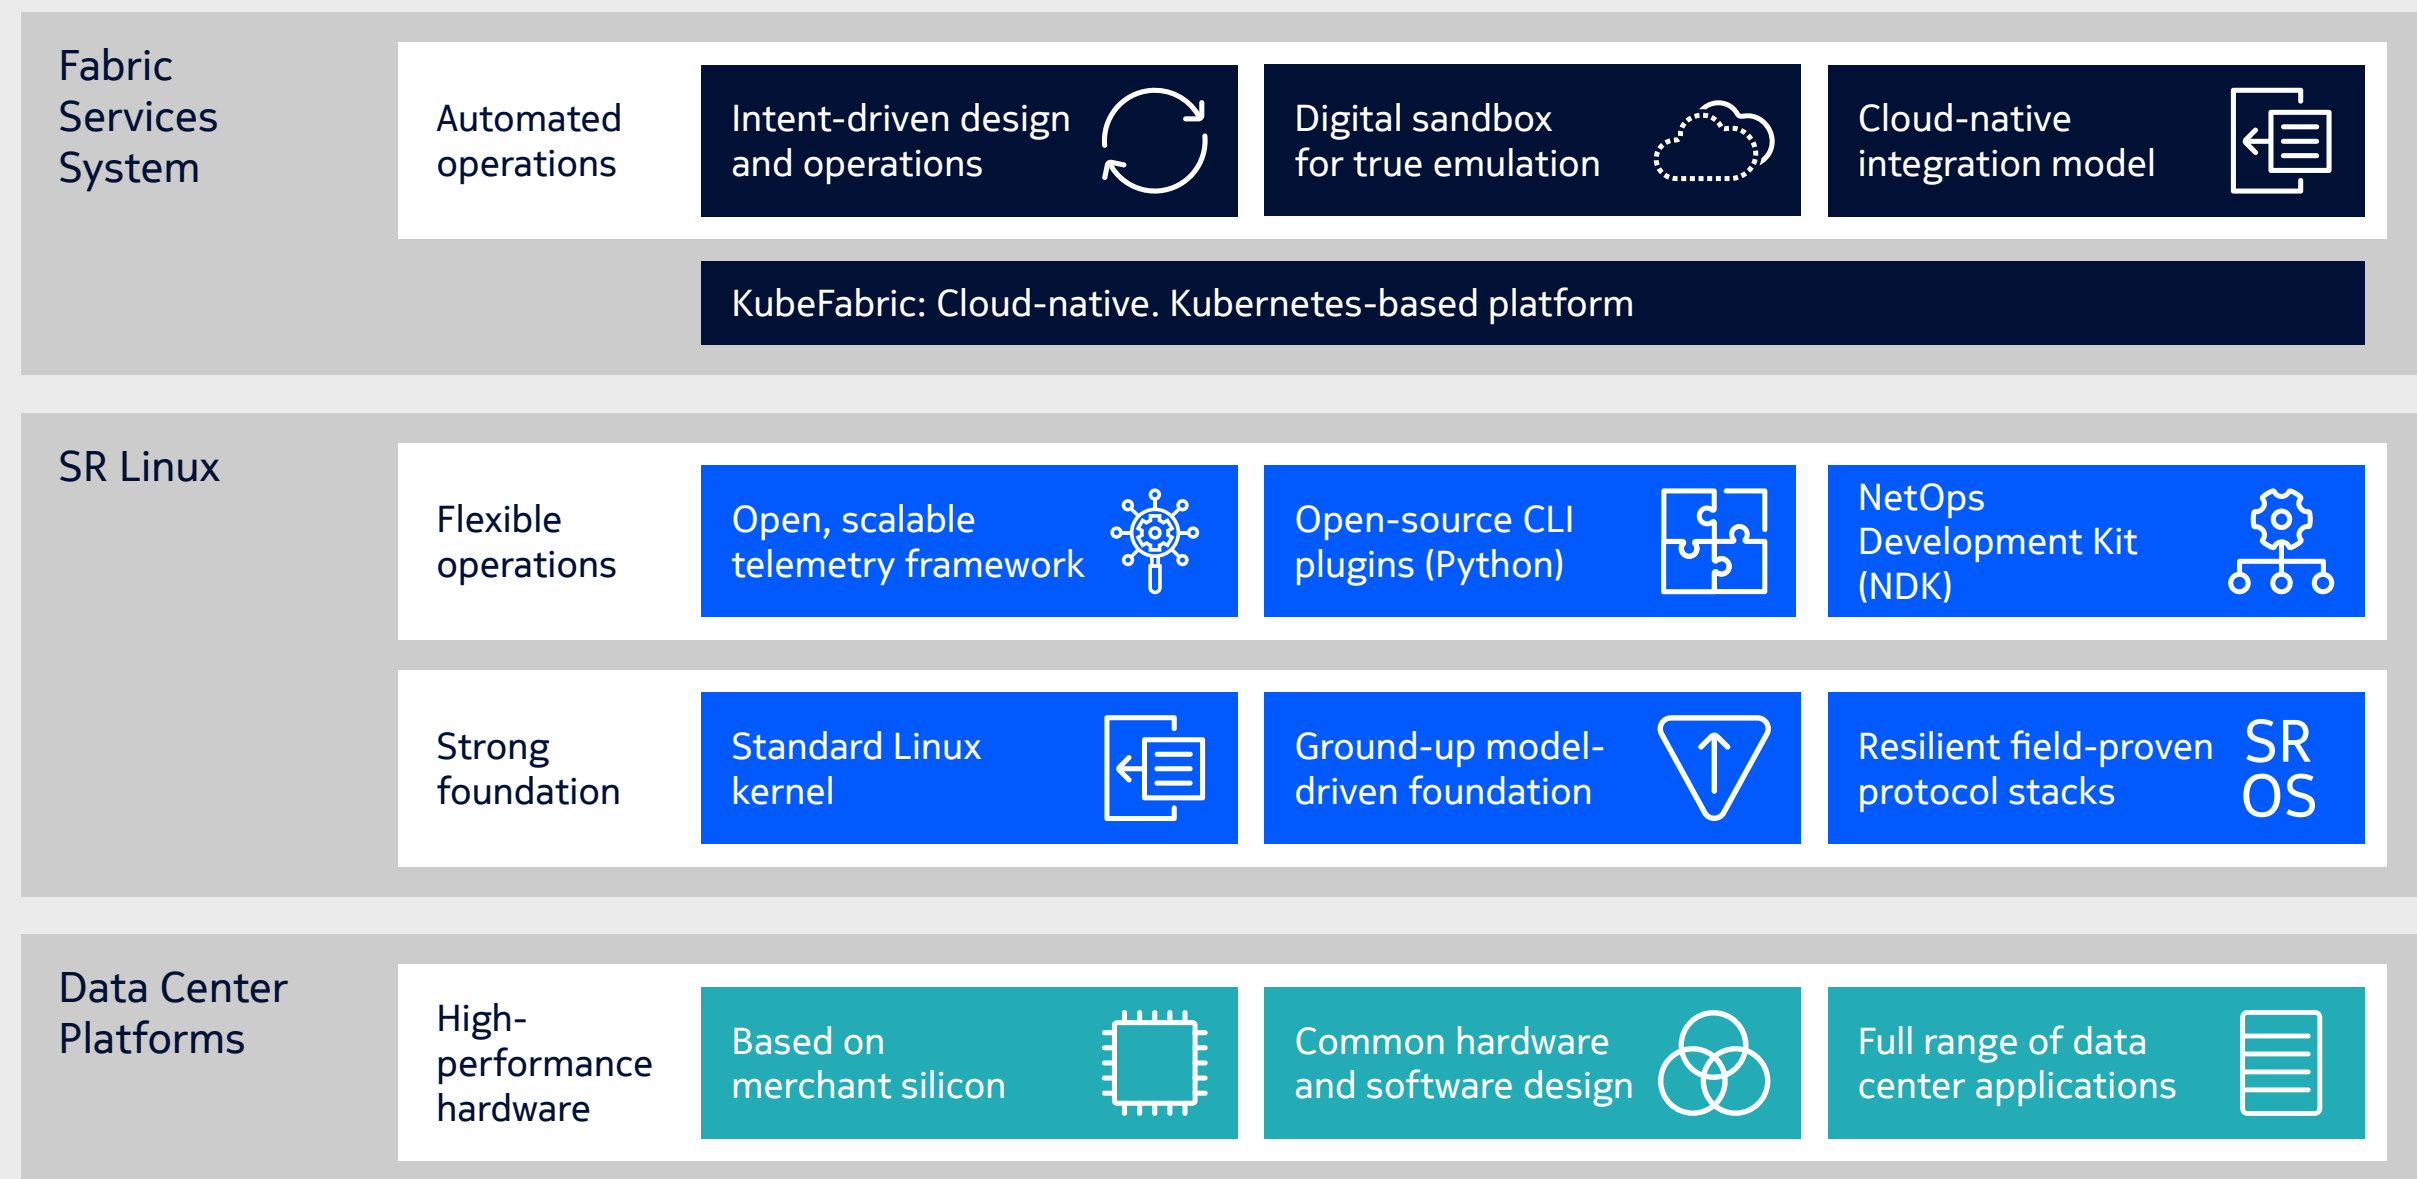 Fabric
Services
System
Automated
operations
Intent-driven design
and operations
Digital sandbox
for true emulation
Cloud-native
integration model
KubeFabric: Cloud-native. Kubernetes-based platform
SR Linux
Flexible
operations
Open, scalable
telemetry framework
Open-source CLI
plugins (Python)
NetOps
Development Kit
(NDK)
Strong
foundation
Standard Linux
kernel
Ground-up model-
driven foundation
Resilient field-proven
protocol stacks
SR
OS
Data Center
Platforms
High-
performance
hardware
Based on
merchant silicon
Common hardware
and software design
Full range of data
center applications